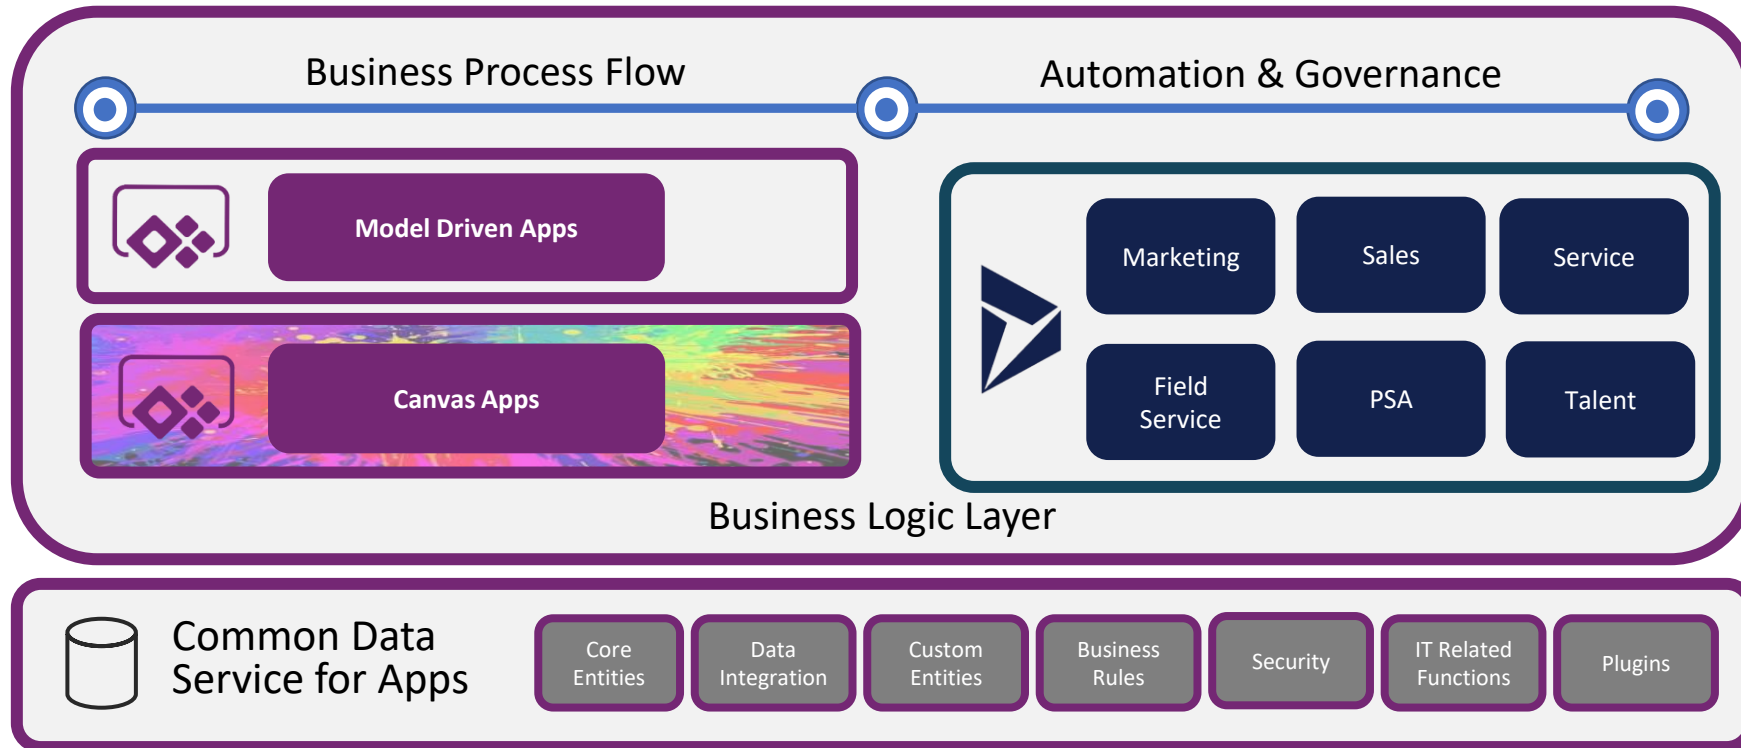 Business Process Flow
Automation & Governance
Model Driven Apps
Canvas Apps
Marketing
Sales
Service
Field
Service
PSA
Talent
Business Logic Layer
Common Data
Service for Apps
Core
Entities
Data
Integration
Custom
Entities
Business
Rules
Security
IT Related
Functions
Plugins